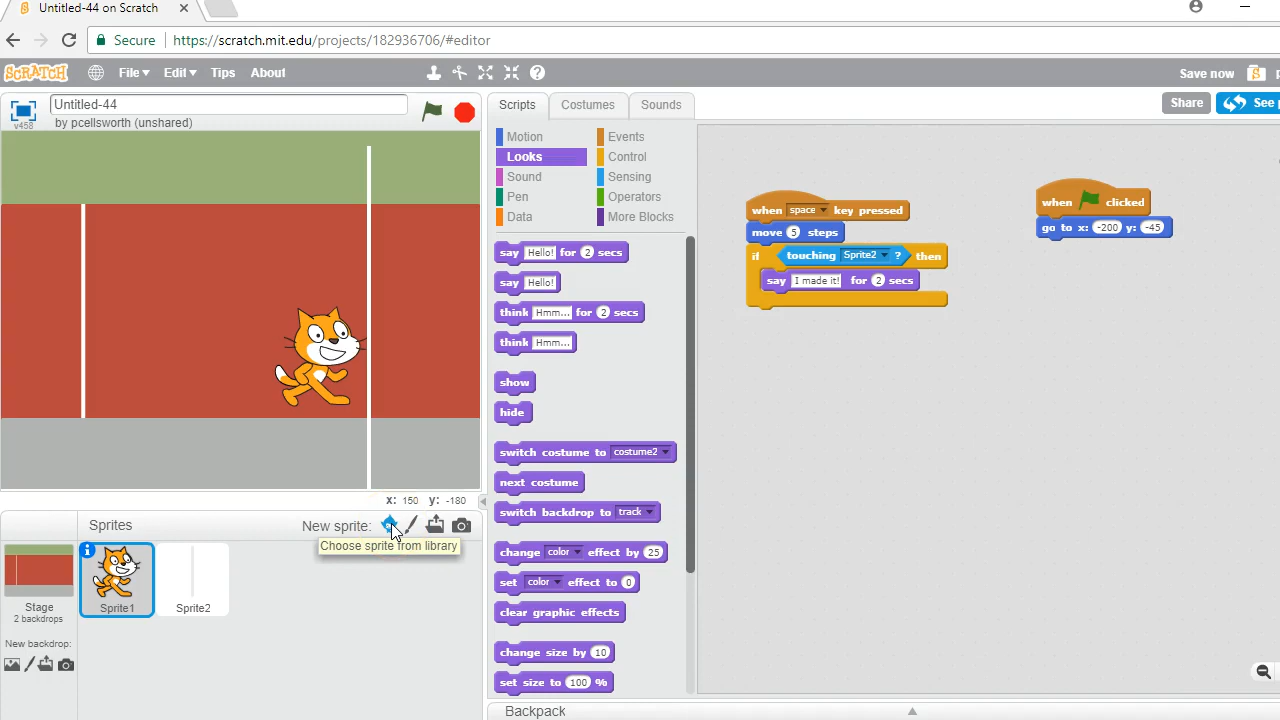 Untitled-44 on Scratch
Secure https://scratch.mit.edu/projects/182936706/#editor
SCRATCH File Edit Tips About Save now
Untitled-44
by pcellsworth (unshared)
v458
Scripts Costumes Sounds
Share See
Motion Events
Looks Control
Sound Sensing
Pen Operators
Data More Blocks
say Hello! for 2 secs
say Hello!
think Hmm... for 2 secs
think Hmm...
show
hide
switch costume to costume2
next costume
switch backdrop to track
change color effect by 25
set color effect to 0
clear graphic effects
change size by 10
set size to 100 %
when space key pressed
move 5 steps
if touching Sprite2 ? then
say I made it! for 2 secs
when clicked
go to x: -200 y: -45
x: 150 y: -180
Sprites New sprite:
Choose sprite from library
Stage
2 backdrops
New backdrop:
Sprite1
Sprite2
Backpack